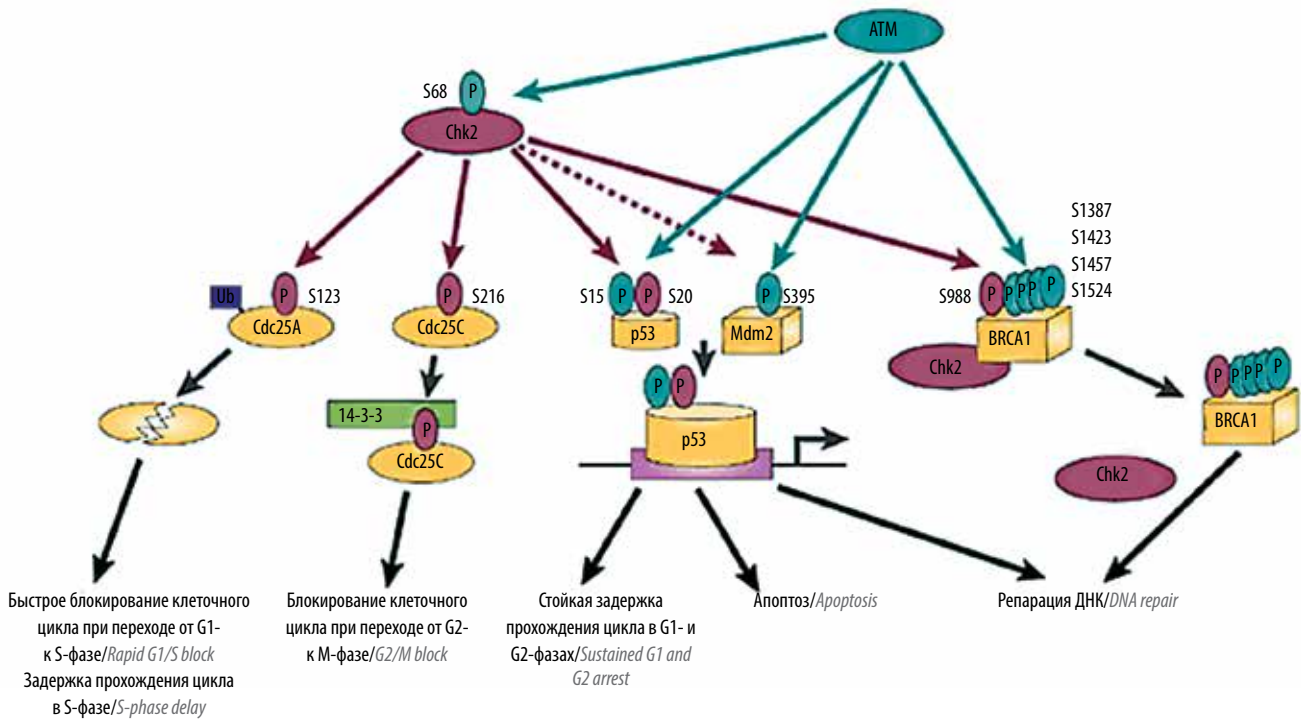 ATM
S68
P
Chk2
S1387
S1423
S1457
S1524
Ub
P
S123
Cdc25A
P
S216
Cdc25C
S15
P
P
S20
p53
P
S395
Mdm2
S988
P
P
P
P
P
BRCA1
Chk2
14-3-3
P
Cdc25C
P
P
p53
P
P
P
P
P
BRCA1
Chk2
Быстрое блокирование клеточного
цикла при переходе от G1-
к S-фазе/Rapid G1/S block
Задержка прохождения цикла
в S-фазе/S-phase delay
Блокирование клеточного
цикла при переходе от G2-
к М-фазе/G2/M block
Стойкая задержка
прохождения цикла в G1- и
G2-фазах/Sustained G1 and
G2 arrest
Апоптоз/Apoptosis
Репарация ДНК/DNA repair